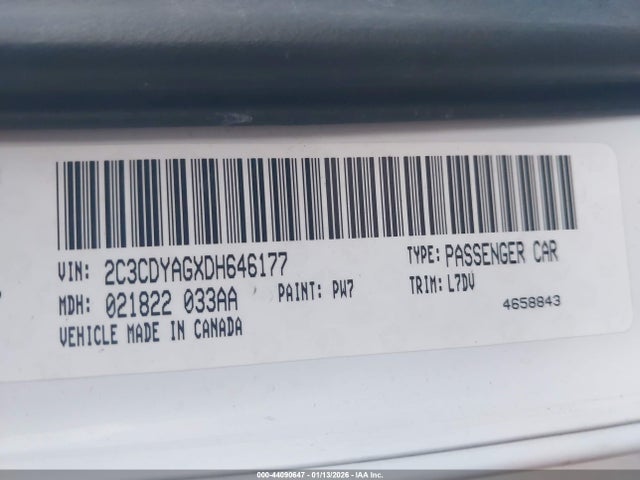 VIN: 2C3CDYAGXDH646177 TYPE: PASSENGER CAR
MDH: 021822 033AA PAINT: PW7 TRIM: L7DV
VEHICLE MADE IN CANADA 4658843
000-44090647 - 01/13/2026 - IAA Inc.